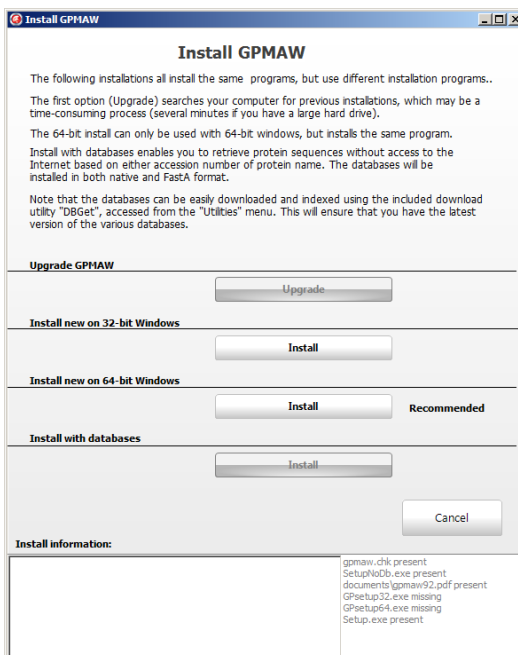 Install GPMAW
Install GPMAW
The following installations all install the same programs, but use different installation programs..
The first option (Upgrade) searches your computer for previous installations, which may be a
time-consuming process (several minutes if you have a large hard drive).
The 64-bit install can only be used with 64-bit windows, but installs the same program.
Install with databases enables you to retrieve protein sequences without access to the
Internet based on either accession number of protein name. The databases will be
installed in both native and FastA format.
Note that the databases can be easily downloaded and indexed using the included download
utility "DBGet", accessed from the "Utilities" menu. This will ensure that you have the latest
version of the various databases.
Upgrade GPMAW
Upgrade
Install new on 32-bit Windows
Install
Install new on 64-bit Windows
Install Recommended
Install with databases
Install
Cancel
Install information:
gpmaw.chk present
SetupNoDb.exe present
documents\gpmaw92.pdf present
GPsetup32.exe missing
GPsetup64.exe missing
Setup.exe present